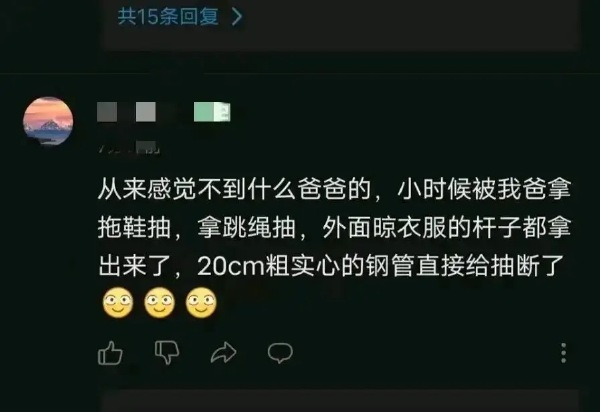 共15条回复
从来感觉不到什么爸爸的，小时候被我爸拿
拖鞋抽，拿跳绳抽，外面晾衣服的杆子都拿
出来了，20cm粗实心的钢管直接给抽断了